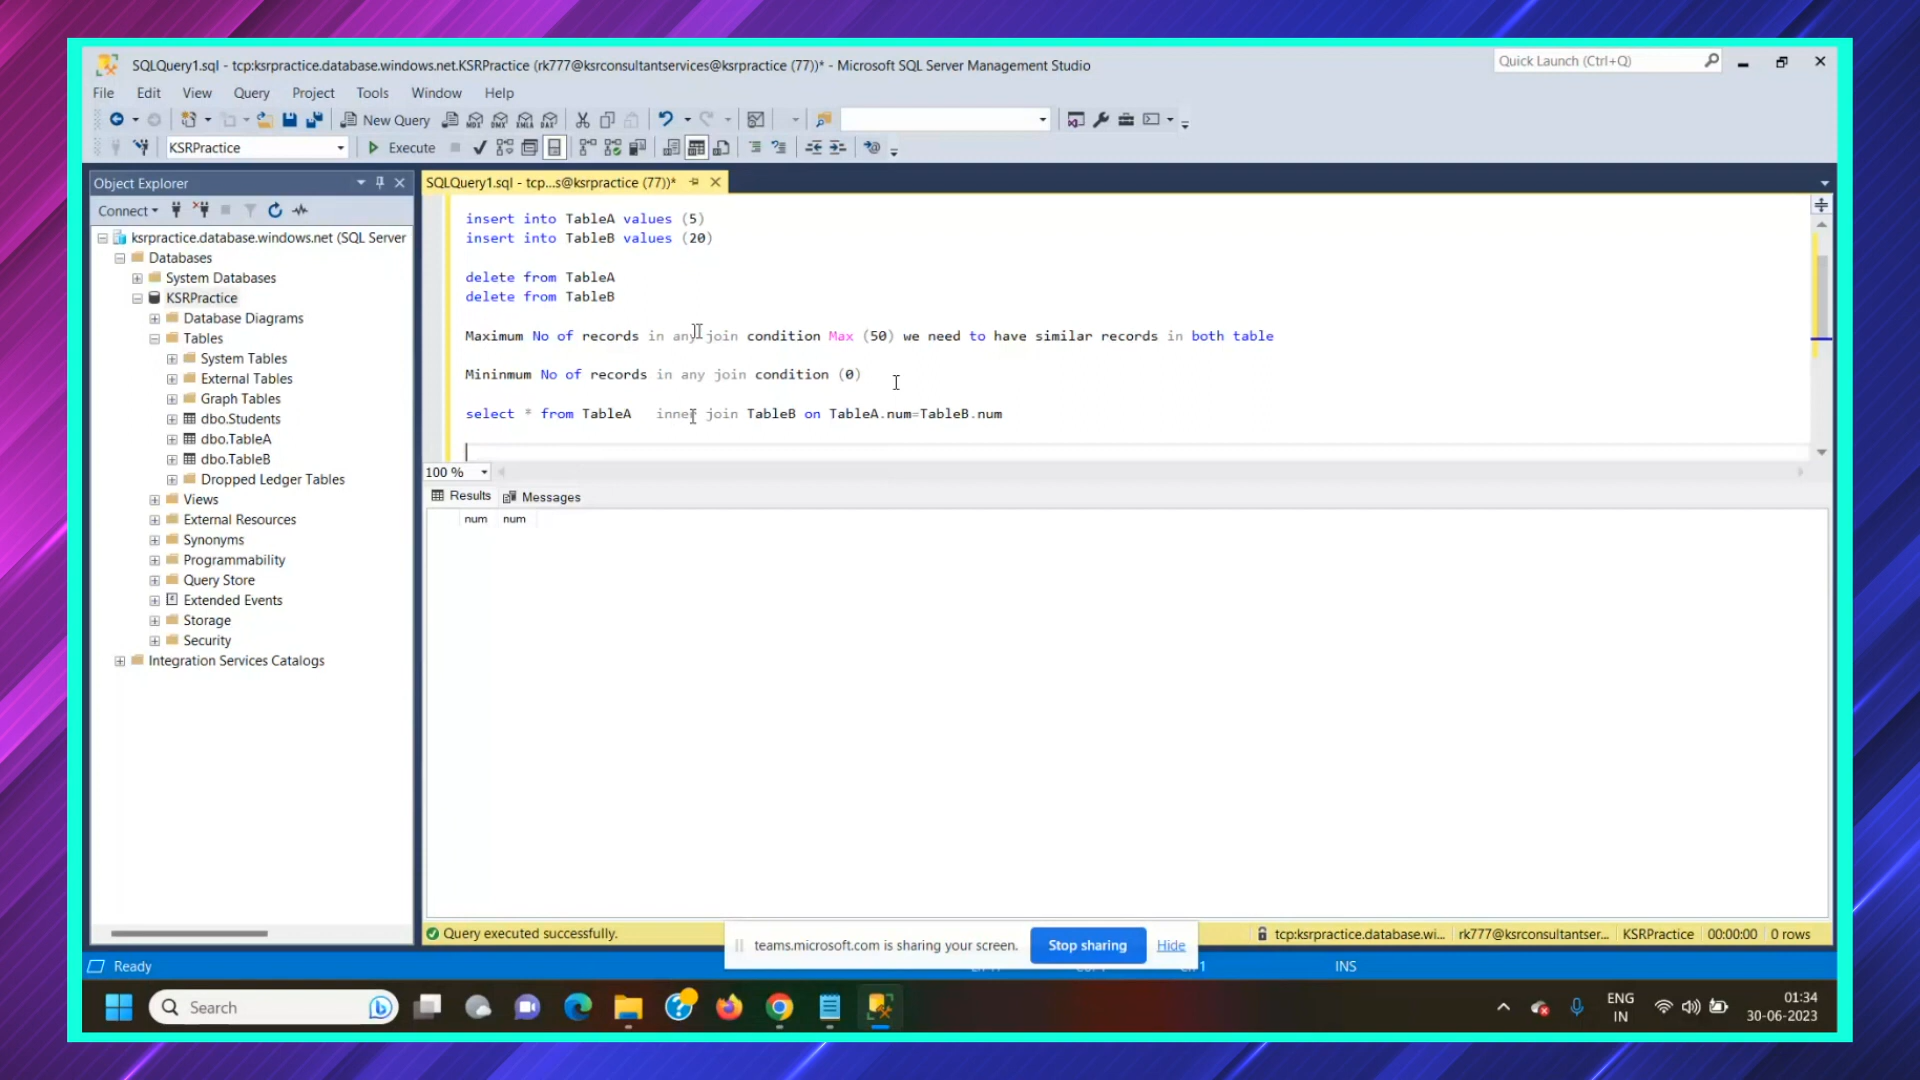 SQLQuery1.sql - tcp:ksrpractice.database.windows.net.KSRPractice (rk777@ksrconsultantservices@ksrpractice (77))* - Microsoft SQL Server Management Studio
Quick Launch (Ctrl+Q)
File Edit View Query Project Tools Window Help
New Query
KSRPractice
Execute
Object Explorer
SQLQuery1.sql - tcp...s@ksrpractice (77))*
Connect
ksrpractice.database.windows.net (SQL Server
Databases
System Databases
KSRPractice
Database Diagrams
Tables
System Tables
External Tables
Graph Tables
dbo.Students
dbo.TableA
dbo.TableB
Dropped Ledger Tables
Views
External Resources
Synonyms
Programmability
Query Store
Extended Events
Storage
Security
Integration Services Catalogs
insert into TableA values (5)
insert into TableB values (20)
delete from TableA
delete from TableB
Maximum No of records in any join condition Max (50) we need to have similar records in both table
Mininmum No of records in any join condition (0)
select * from TableA inner join TableB on TableA.num=TableB.num
100 %
Results Messages
num num
Query executed successfully.
tcp:ksrpractice.database.wi... rk777@ksrconsultantser... KSRPractice 00:00:00 0 rows
teams.microsoft.com is sharing your screen. Stop sharing Hide
Ready
INS
Search
ENG
IN
01:34
30-06-2023